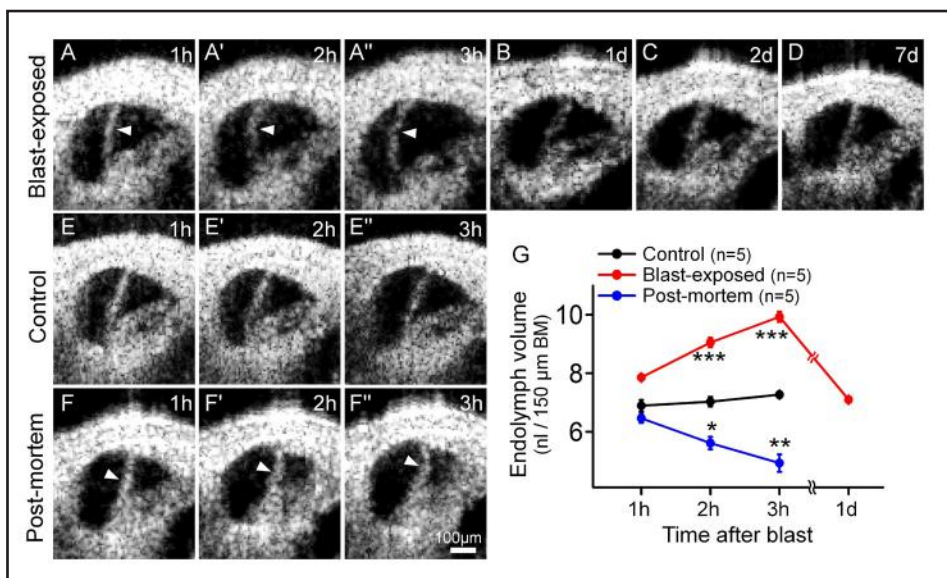 Blast-exposed
A 1h
A' 2h
A'' 3h
B 1d
C 2d
D 7d
Control
E 1h
E' 2h
E'' 3h
Post-mortem
F 1h
F' 2h
F'' 3h
100µm
G
Control (n=5)
Blast-exposed (n=5)
Post-mortem (n=5)
Endolymph volume
(nl / 150 µm BM)
10
8
6
***
***
*
**
1h 2h 3h 1d
Time after blast